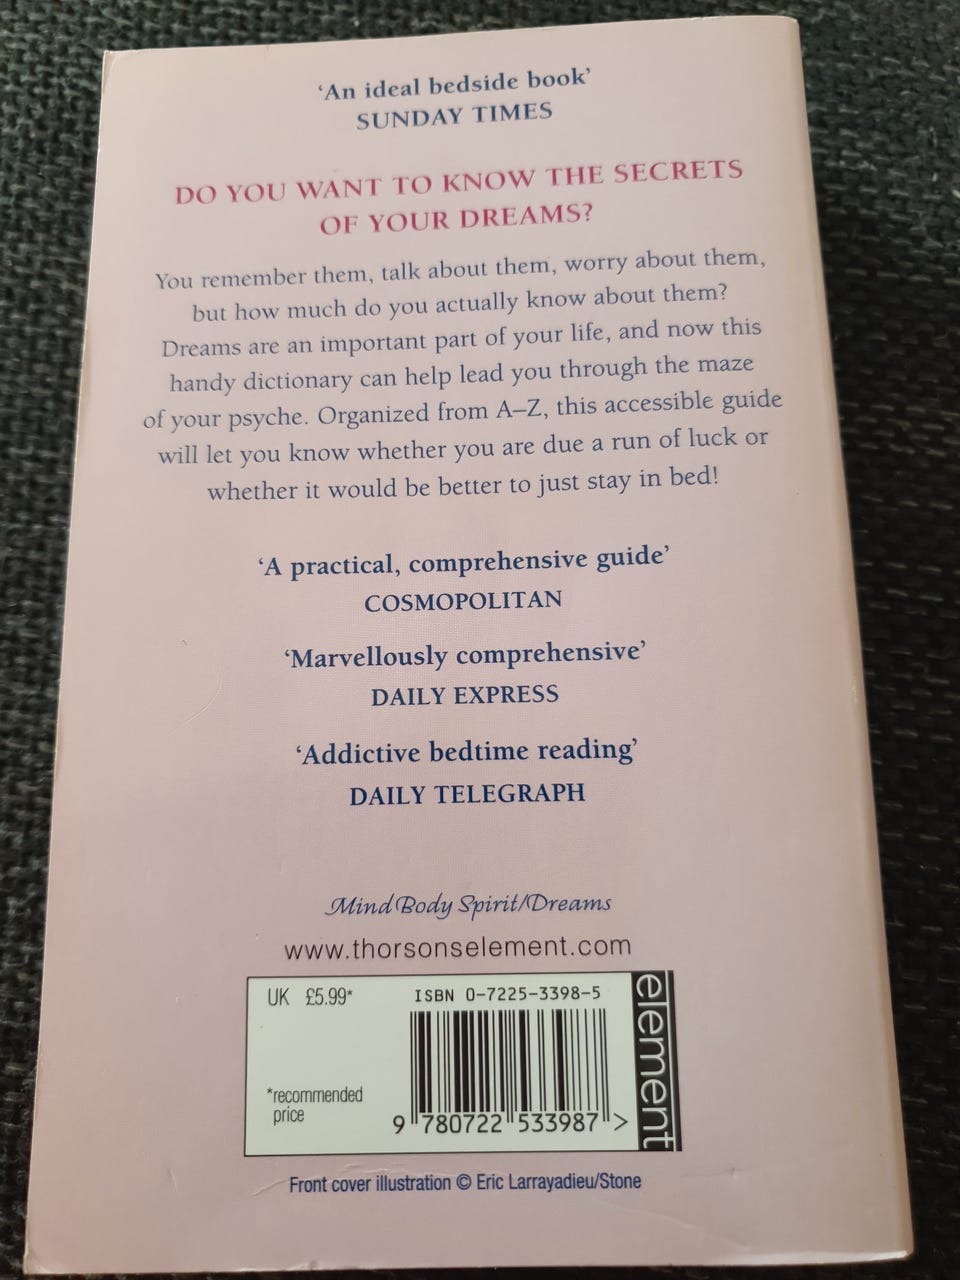 ‘An ideal bedside book’
SUNDAY TIMES
DO YOU WANT TO KNOW THE SECRETS
OF YOUR DREAMS?
You remember them, talk about them, worry about them,
but how much do you actually know about them?
Dreams are an important part of your life, and now this
handy dictionary can help lead you through the maze
of your psyche. Organized from A–Z, this accessible guide
will let you know whether you are due a run of luck or
whether it would be better to just stay in bed!
‘A practical, comprehensive guide’
COSMOPOLITAN
‘Marvellously comprehensive’
DAILY EXPRESS
‘Addictive bedtime reading’
DAILY TELEGRAPH
Mind Body Spirit/Dreams
www.thorsonselement.com
UK £5.99*
ISBN 0-7225-3398-5
*recommended
price
9 780722 533987 >
element
Front cover illustration © Eric Larrayadieu/Stone